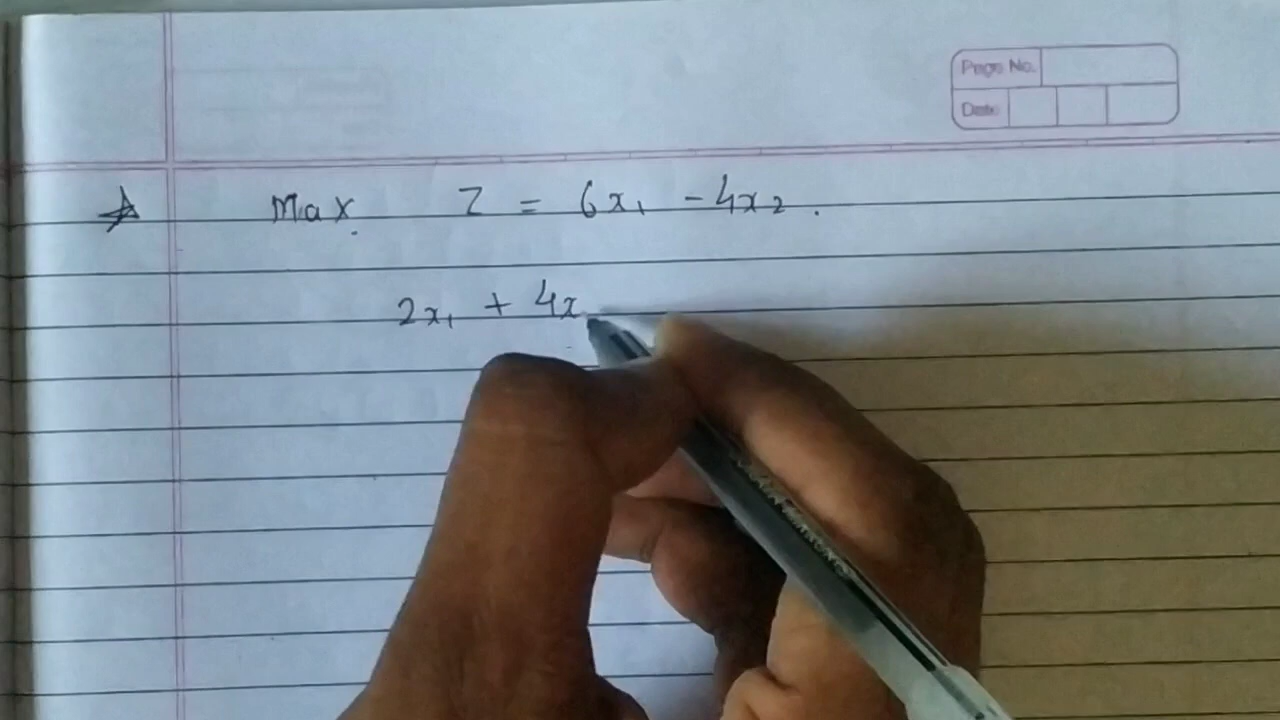 Page No.
Date
Max. Z = 6x₁ - 4x₂.
2x₁ + 4x